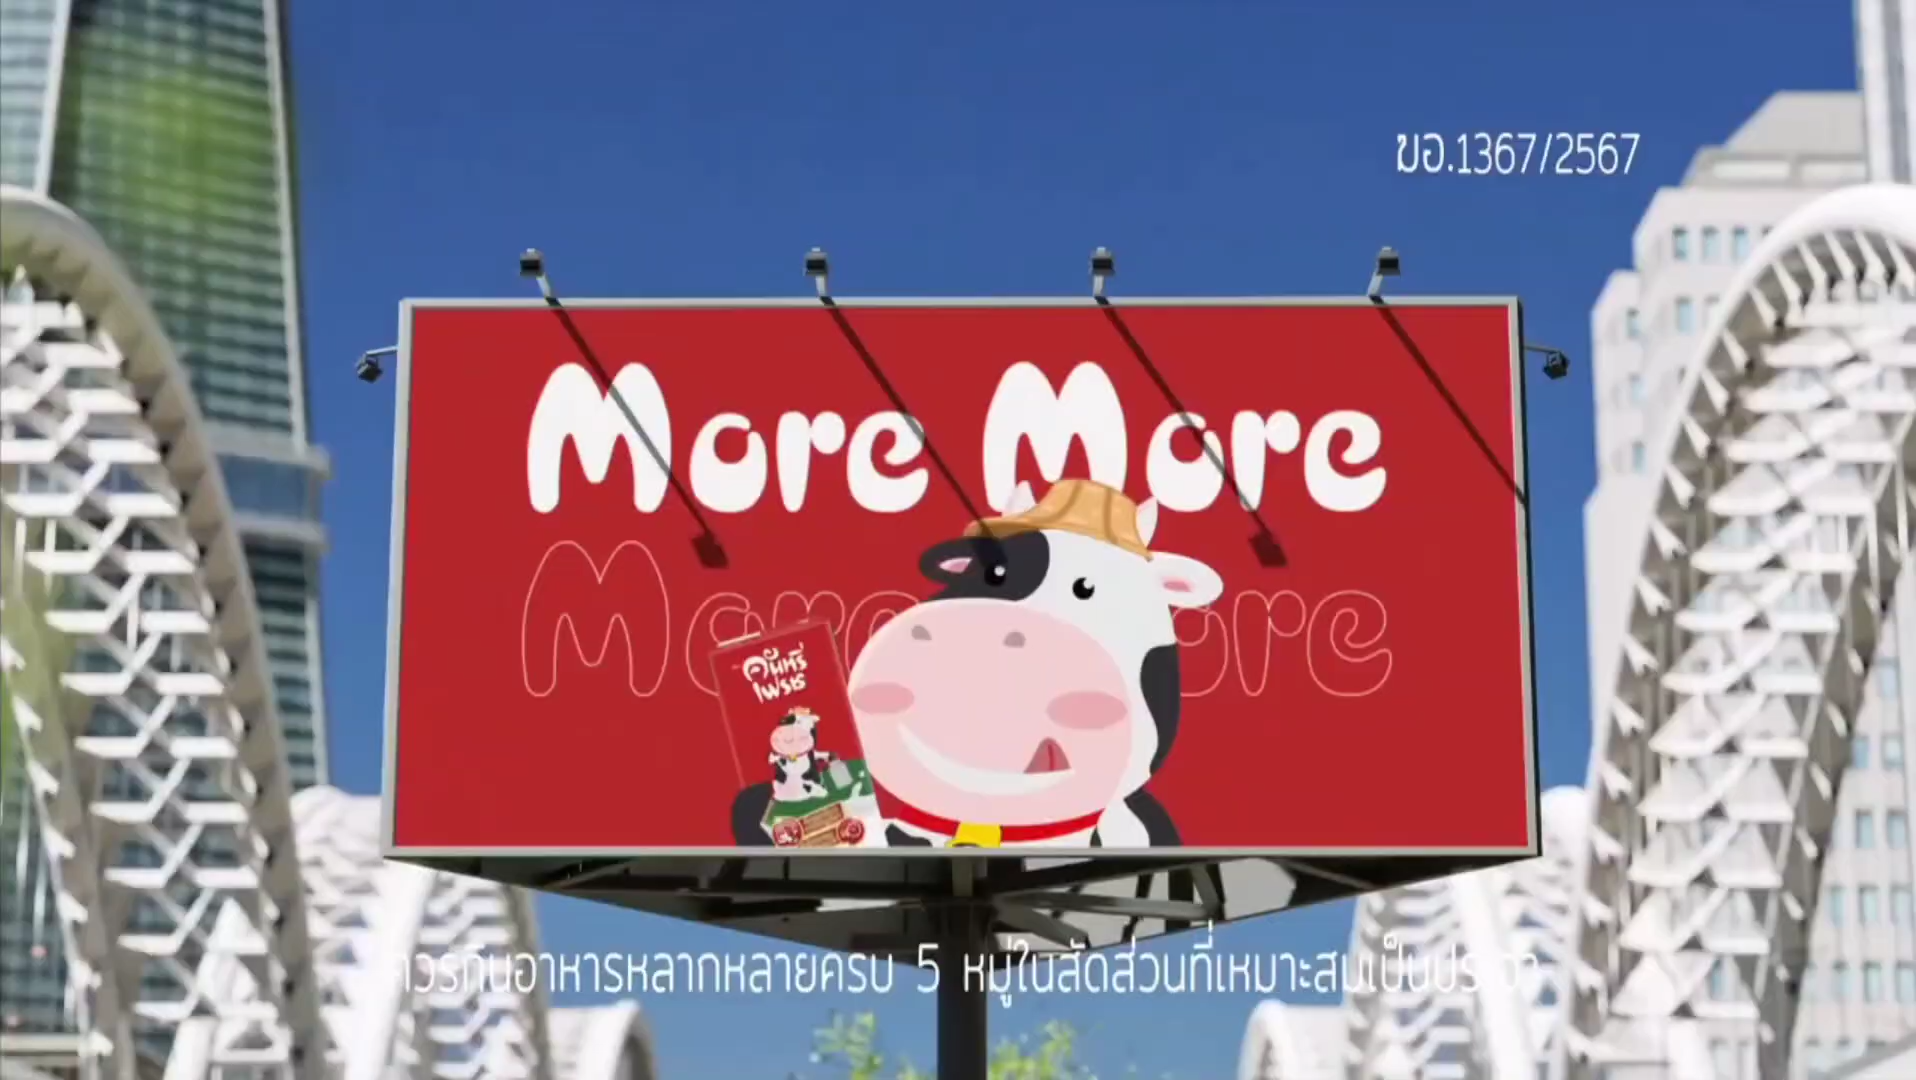 ฆอ.1367/2567
More More
More More
คันทรี
เฟรช
ควรกินอาหารหลากหลายครบ 5 หมู่ในสัดส่วนที่เหมาะสมเป็นประจำ